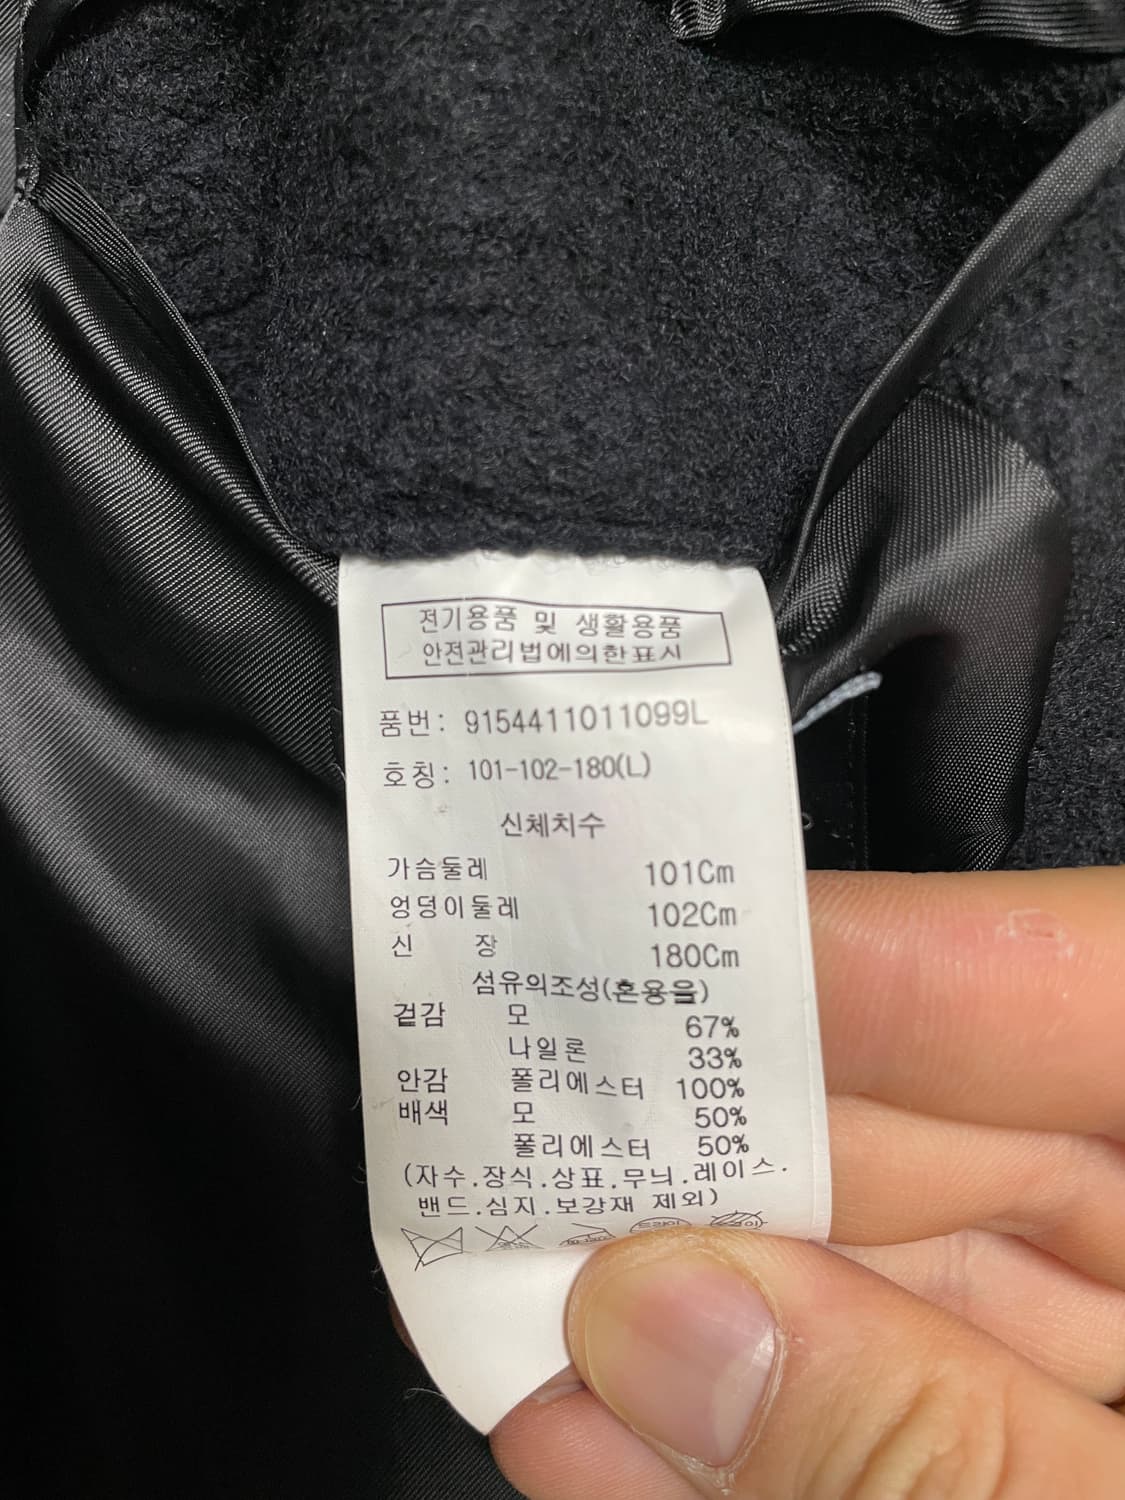 전기용품 및 생활용품
안전관리법에의한표시
품번: 9154411011099L
호칭: 101-102-180(L)
신체치수
가슴둘레 101Cm
엉덩이둘레 102Cm
신 장 180Cm
섬유의조성(혼용율)
겉감 모 67%
나일론 33%
안감 폴리에스터 100%
배색 모 50%
폴리에스터 50%
(자수.장식.상표.무늬.레이스.
밴드.심지.보강재 제외)
드라이